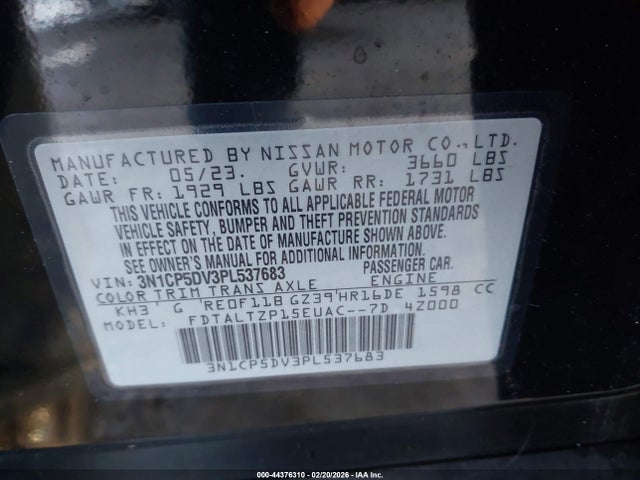 MANUFACTURED BY NISSAN MOTOR CO., LTD.
DATE: 05/23. GVWR: 3660 LBS
GAWR FR: 1929 LBS GAWR RR: 1731 LBS
THIS VEHICLE CONFORMS TO ALL APPLICABLE FEDERAL MOTOR
VEHICLE SAFETY, BUMPER AND THEFT PREVENTION STANDARDS
IN EFFECT ON THE DATE OF MANUFACTURE SHOWN ABOVE.
SEE OWNER'S MANUAL FOR ADDITIONAL INFORMATION.
VIN: 3N1CP5DV3PL537683 PASSENGER CAR
COLOR TRIM TRANS AXLE ENGINE
KH3 G RE0F11B GZ39 HR16DE 1598 CC
MODEL: FDTALTZP15EUAC--7D 4Z000
3N1CP5DV3PL537683
000-44376310 - 02/20/2026 - IAA Inc.